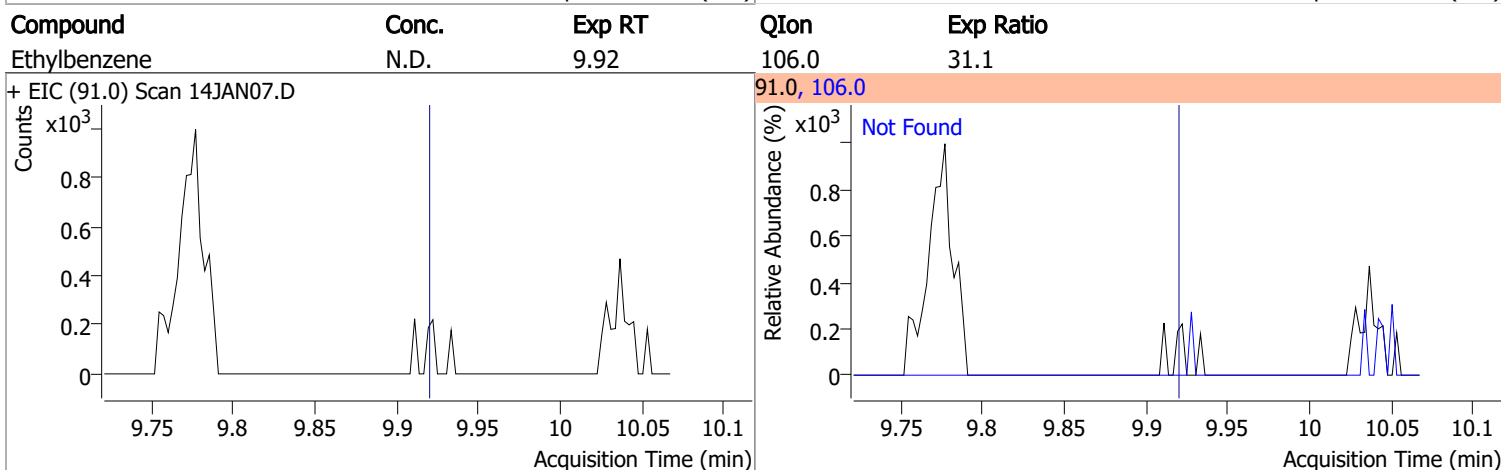 Compound Conc. Exp RT QIon Exp Ratio
Ethylbenzene N.D. 9.92 106.0 31.1
+ EIC (91.0) Scan 14JAN07.D
Counts
x10³
0.8
0.6
0.4
0.2
0
9.75 9.8 9.85 9.9 9.95 10 10.05 10.1
Acquisition Time (min)
91.0, 106.0
Relative Abundance (%)
x10³
Not Found
0.8
0.6
0.4
0.2
0
9.75 9.8 9.85 9.9 9.95 10 10.05 10.1
Acquisition Time (min)